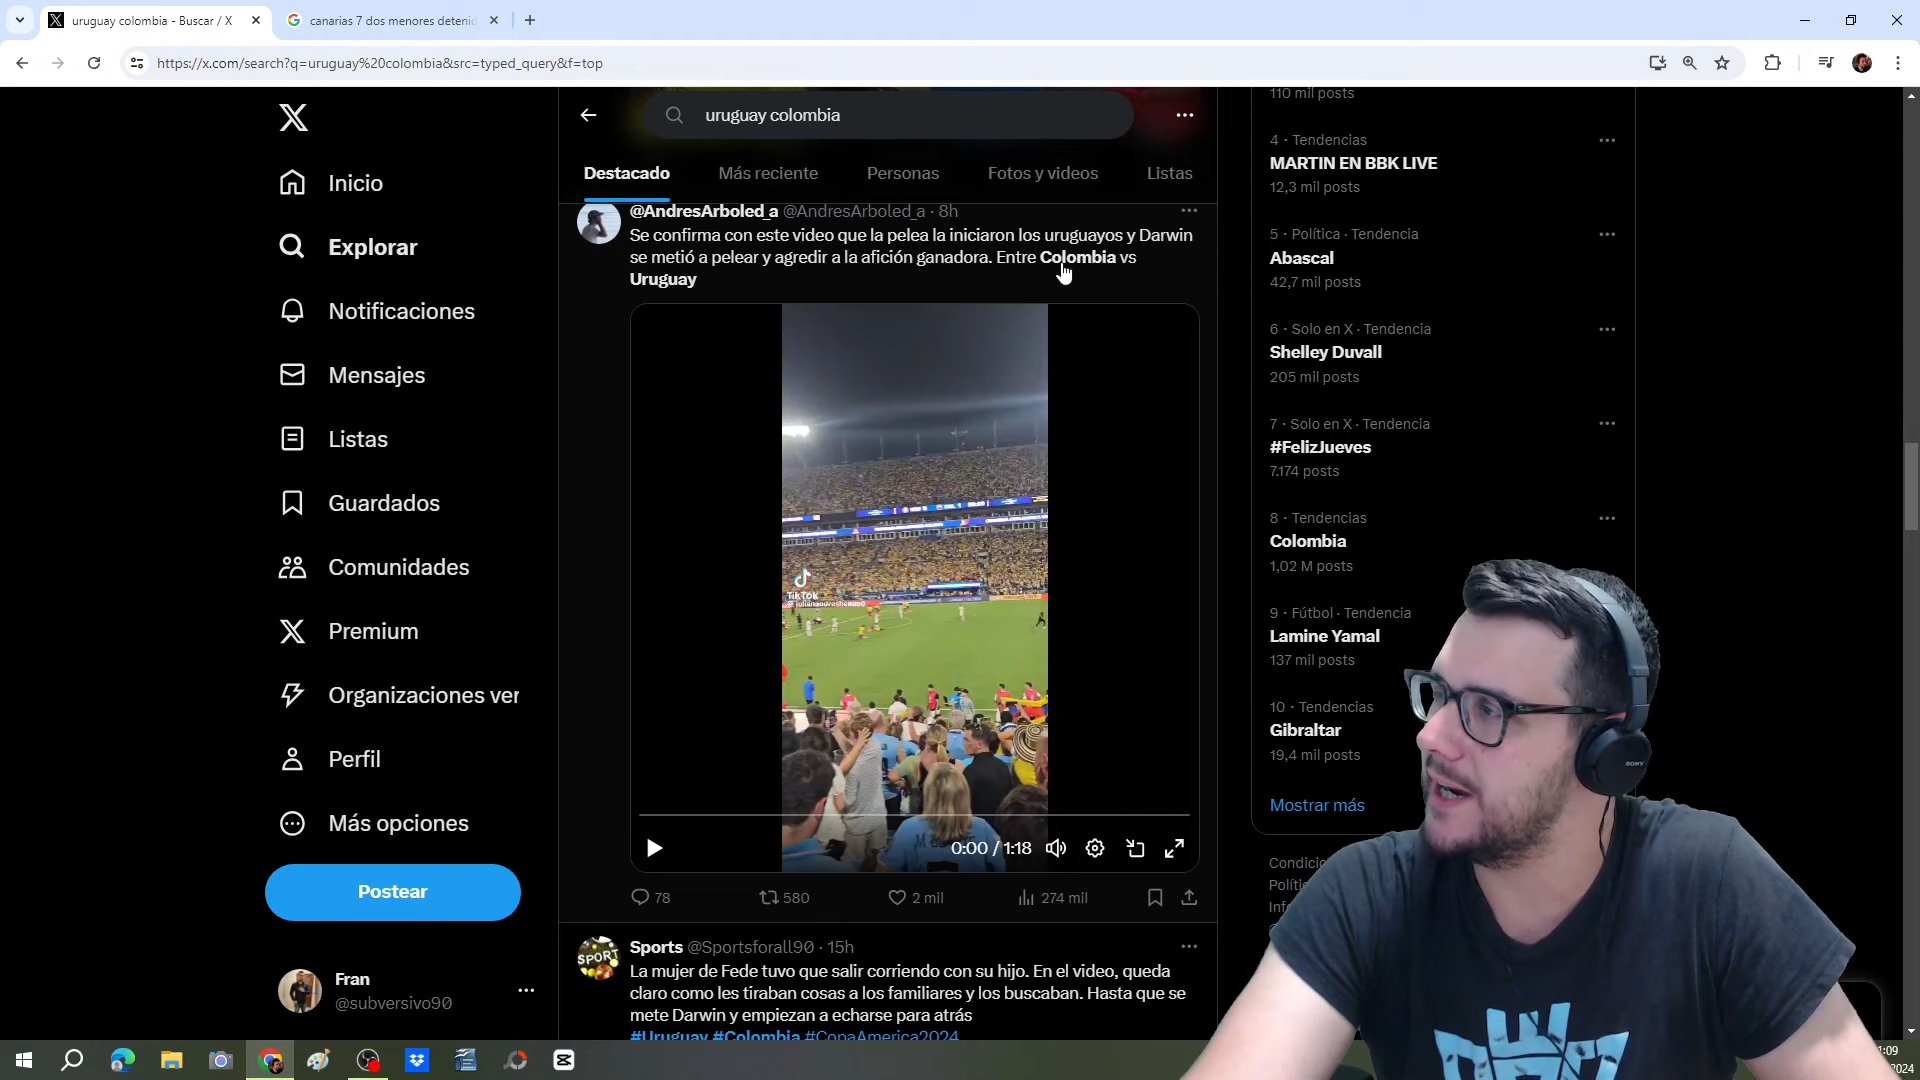 uruguay colombia - Buscar / X
canarias 7 dos menores deteni
https://x.com/search?q=uruguay%20colombia&src=typed_query&f=top
Inicio
Explorar
Notificaciones
Mensajes
Listas
Guardados
Comunidades
Premium
Organizaciones ver
Perfil
Más opciones
Postear
Fran
@subversivo90
uruguay colombia
Destacado
Más reciente
Personas
Fotos y videos
Listas
@AndresArboled_a @AndresArboled_a · 8h
Se confirma con este video que la pelea la iniciaron los uruguayos y Darwin
se metió a pelear y agredir a la afición ganadora. Entre Colombia vs
Uruguay
TikTok
0:00 / 1:18
78
580
2 mil
274 mil
Sports @Sportsforall90 · 15h
SPORT
La mujer de Fede tuvo que salir corriendo con su hijo. En el video, queda
claro como les tiraban cosas a los familiares y los buscaban. Hasta que se
mete Darwin y empiezan a echarse para atrás
#Uruguay #Colombia #CopaAmerica2024
110 mil posts
4 · Tendencias
MARTIN EN BBK LIVE
12,3 mil posts
5 · Política · Tendencia
Abascal
42,7 mil posts
6 · Solo en X · Tendencia
Shelley Duvall
205 mil posts
7 · Solo en X · Tendencia
#FelizJueves
7.174 posts
8 · Tendencias
Colombia
1,02 M posts
9 · Fútbol · Tendencia
Lamine Yamal
137 mil posts
10 · Tendencias
Gibraltar
19,4 mil posts
Mostrar más
SONY